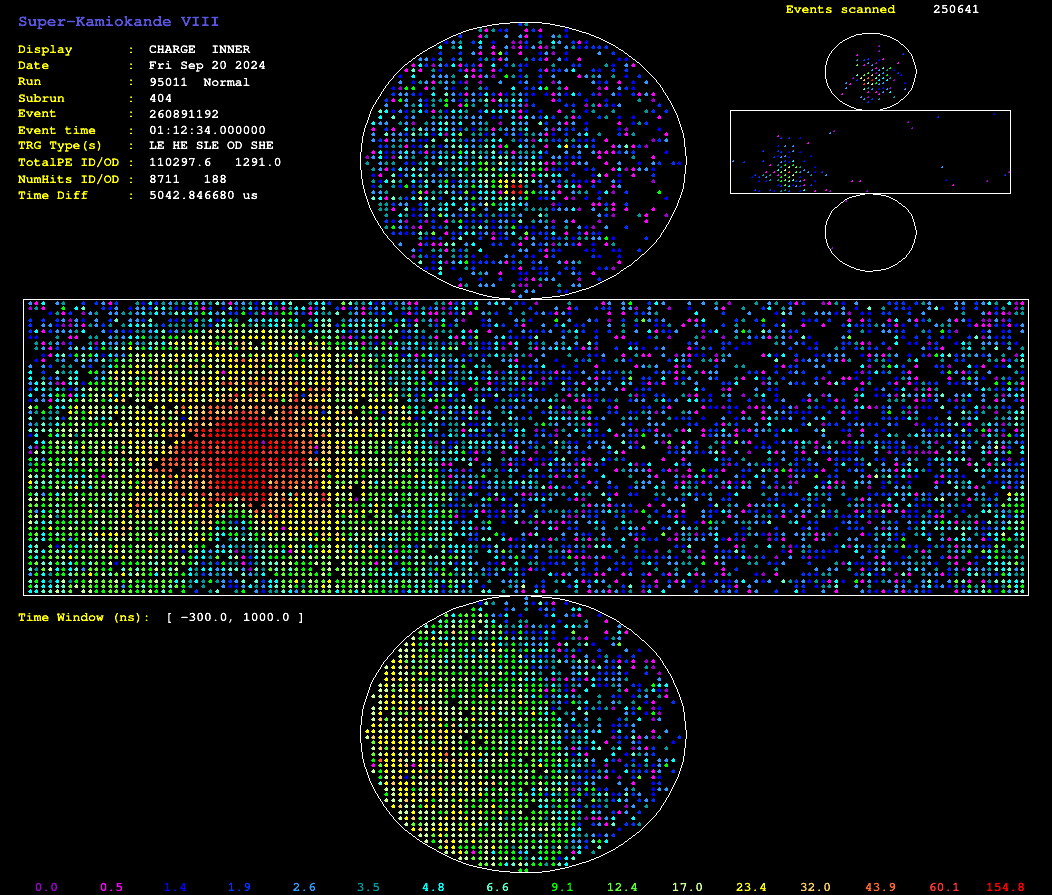 Super-Kamiokande VIII
Events scanned 250641
Display : CHARGE INNER
Date : Fri Sep 20 2024
Run : 95011 Normal
Subrun : 404
Event : 260891192
Event time : 01:12:34.000000
TRG Type(s) : LE HE SLE OD SHE
TotalPE ID/OD : 110297.6 1291.0
NumHits ID/OD : 8711 188
Time Diff : 5042.846680 us
Time Window (ns): [ -300.0, 1000.0 ]
0.0 0.5 1.4 1.9 2.6 3.5 4.8 6.6 9.1 12.4 17.0 23.4 32.0 43.9 60.1 154.8